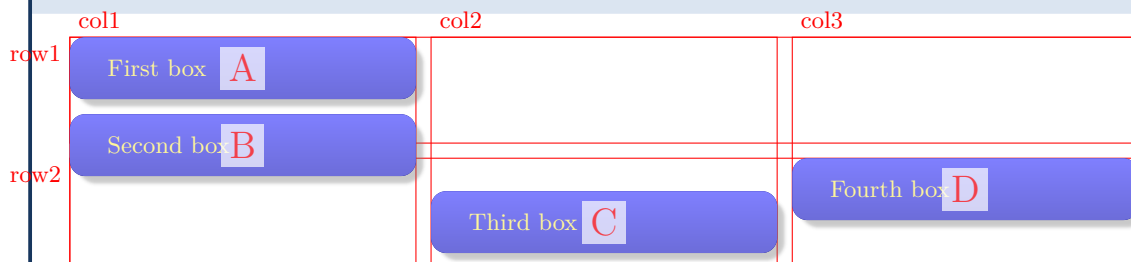 col1 col2 col3
row1
First box A
Second box B
row2
Fourth box D
Third box C